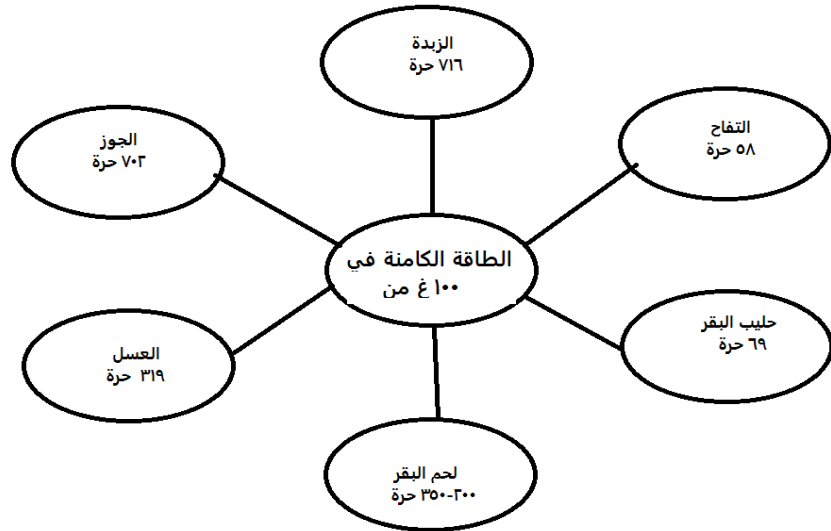 الزبدة
٧١٦ حرة
التفاح
٥٨ حرة
الجوز
٧٠٢ حرة
الطاقة الكامنة في
١٠٠ غ من
حليب البقر
٦٩ حرة
العسل
٣١٩ حرة
لحم البقر
٢٠٠-٣٥٠ حرة